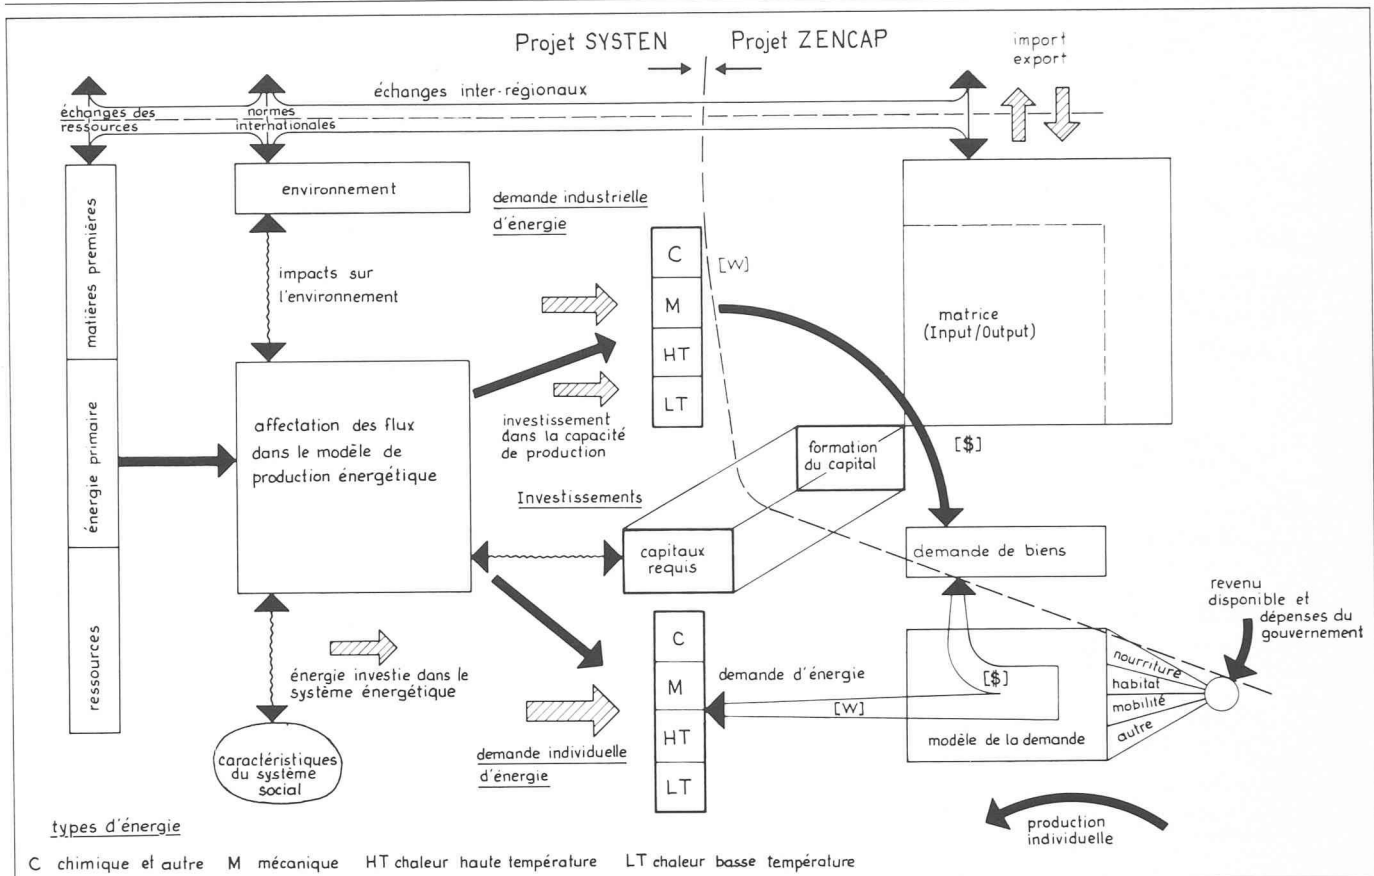 Projet SYSTEN
Projet ZENCAP
import
export
échanges inter-régionaux
échanges des
ressources
normes
internationales
matières premières
énergie primaire
ressources
environnement
impacts sur
l'environnement
demande industrielle
d'énergie
C
M
HT
LT
[W]
matrice
(Input/Output)
affectation des flux
dans le modèle de
production énergétique
investissement
dans la capacité
de production
formation
du capital
[$]
Investissements
capitaux
requis
demande de biens
revenu
disponible et
dépenses du
gouvernement
énergie investie dans le
système énergétique
caractéristiques
du système
social
demande individuelle
d'énergie
C
M
HT
LT
demande d'énergie
[W]
[$]
modèle de la demande
nourriture
habitat
mobilité
autre
production
individuelle
types d'énergie
C chimique et autre M mécanique HT chaleur haute température LT chaleur basse température